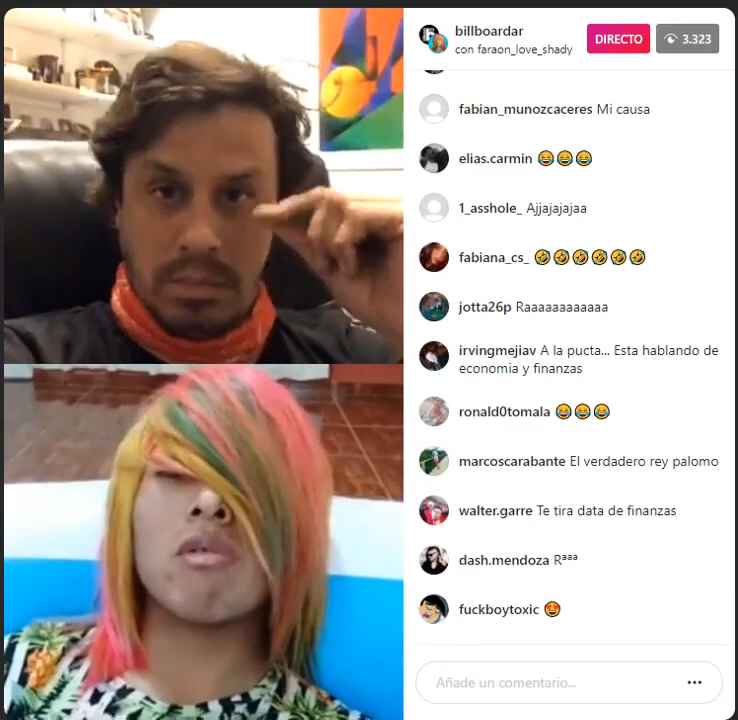 billboardar
con faraon_love_shady
DIRECTO
3.323
fabian_munozcaceres Mi causa
elias.carmin 😂😂😂
1_asshole_ Ajjajajajaa
fabiana_cs_ 🤣🤣🤣🤣🤣🤣
jotta26p Raaaaaaaaaaaa
irvingmejiav A la pucta... Esta hablando de
economia y finanzas
ronald0tomala 😂😂😂
marcoscarabante El verdadero rey palomo
walter.garre Te tira data de finanzas
dash.mendoza Rᵃᵃᵃ
fuckboytoxic 🤩
Añade un comentario...